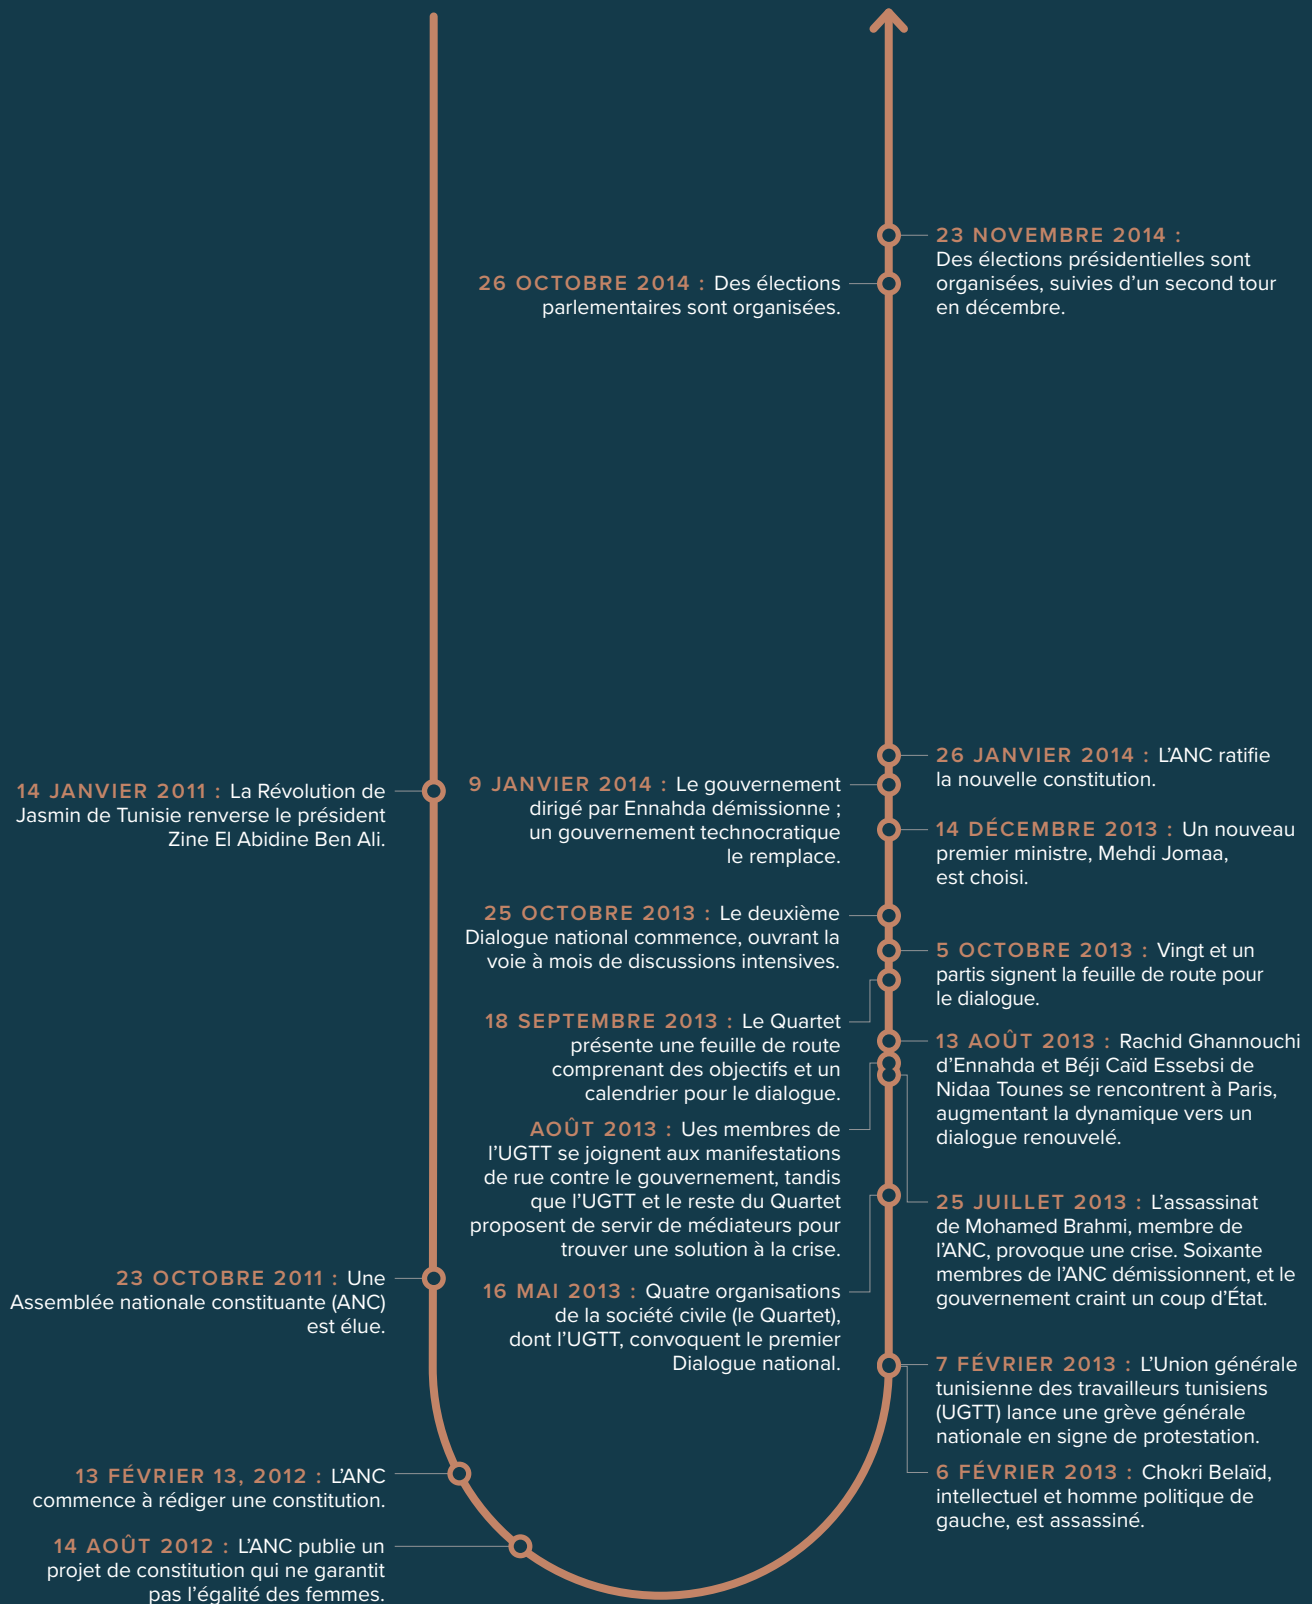 14 JANVIER 2011 : La Révolution de
Jasmin de Tunisie renverse le président
Zine El Abidine Ben Ali.
23 OCTOBRE 2011 : Une
Assemblée nationale constituante (ANC)
est élue.
13 FÉVRIER 13, 2012 : L’ANC
commence à rédiger une constitution.
14 AOÛT 2012 : L’ANC publie un
projet de constitution qui ne garantit
pas l’égalité des femmes.
26 OCTOBRE 2014 : Des élections
parlementaires sont organisées.
9 JANVIER 2014 : Le gouvernement
dirigé par Ennahda démissionne ;
un gouvernement technocratique
le remplace.
25 OCTOBRE 2013 : Le deuxième
Dialogue national commence, ouvrant la
voie à mois de discussions intensives.
18 SEPTEMBRE 2013 : Le Quartet
présente une feuille de route
comprenant des objectifs et un
calendrier pour le dialogue.
AOÛT 2013 : Ues membres de
l’UGTT se joignent aux manifestations
de rue contre le gouvernement, tandis
que l’UGTT et le reste du Quartet
proposent de servir de médiateurs pour
trouver une solution à la crise.
16 MAI 2013 : Quatre organisations
de la société civile (le Quartet),
dont l’UGTT, convoquent le premier
Dialogue national.
23 NOVEMBRE 2014 :
Des élections présidentielles sont
organisées, suivies d’un second tour
en décembre.
26 JANVIER 2014 : L’ANC ratifie
la nouvelle constitution.
14 DÉCEMBRE 2013 : Un nouveau
premier ministre, Mehdi Jomaa,
est choisi.
5 OCTOBRE 2013 : Vingt et un
partis signent la feuille de route pour
le dialogue.
13 AOÛT 2013 : Rachid Ghannouchi
d’Ennahda et Béji Caïd Essebsi de
Nidaa Tounes se rencontrent à Paris,
augmentant la dynamique vers un
dialogue renouvelé.
25 JUILLET 2013 : L’assassinat
de Mohamed Brahmi, membre de
l’ANC, provoque une crise. Soixante
membres de l’ANC démissionnent, et le
gouvernement craint un coup d’État.
7 FÉVRIER 2013 : L’Union générale
tunisienne des travailleurs tunisiens
(UGTT) lance une grève générale
nationale en signe de protestation.
6 FÉVRIER 2013 : Chokri Belaïd,
intellectuel et homme politique de
gauche, est assassiné.